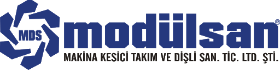 MDS
modülsan®
MAKİNA KESİCİ TAKIM VE DİŞLİ SAN. TİC. LTD. ŞTİ.